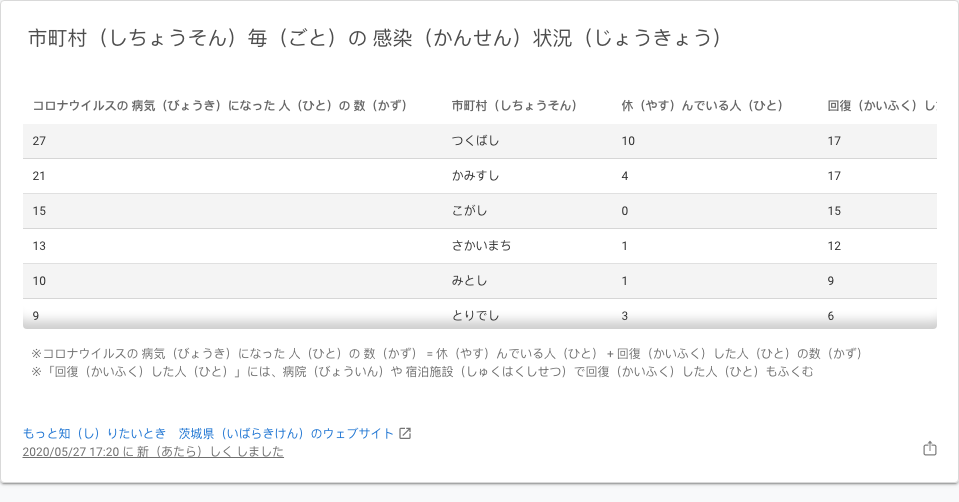 市町村（しちょうそん）毎（ごと）の 感染（かんせん）状況（じょうきょう）
コロナウイルスの 病気（びょうき）になった 人（ひと）の 数（かず） 市町村（しちょうそん） 休（やす）んでいる人（ひと） 回復（かいふく）し
27 つくばし 10 17
21 かみすし 4 17
15 こがし 0 15
13 さかいまち 1 12
10 みとし 1 9
9 とりでし 3 6
※コロナウイルスの 病気（びょうき）になった 人（ひと）の 数（かず） = 休（やす）んでいる人（ひと） + 回復（かいふく）した人（ひと）の数（かず）
※「回復（かいふく）した人（ひと）」には、病院（びょういん）や 宿泊施設（しゅくはくしせつ）で回復（かいふく）した人（ひと）もふくむ
もっと知（し）りたいとき　茨城県（いばらきけん）のウェブサイト
2020/05/27 17:20 に 新（あたら）しく しました